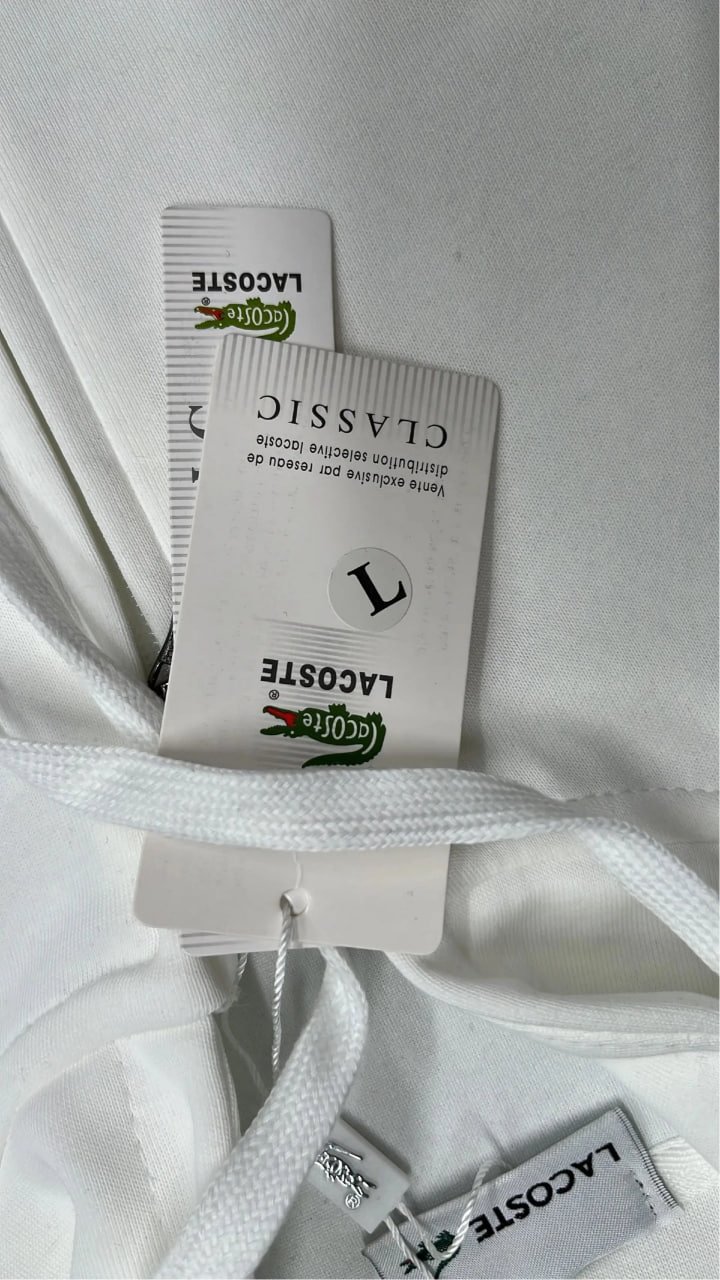 LACOSTE
®
Lacoste
®
LACOSTE
L
Vente exclusive par reseau de
distribution selective lacoste
CLASSIC
Lacoste
®
LACOSTE